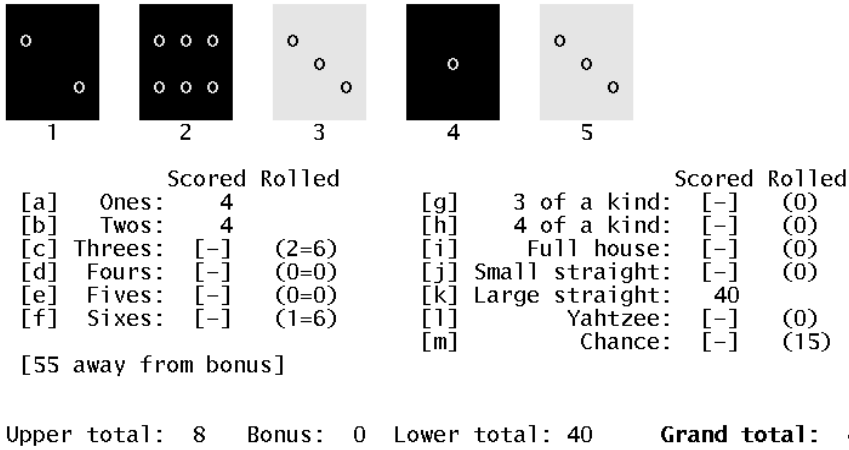 1 2 3 4 5
Scored Rolled Scored Rolled
[a] Ones: 4 [g] 3 of a kind: [-] (0)
[b] Twos: 4 [h] 4 of a kind: [-] (0)
[c] Threes: [-] (2=6) [i] Full house: [-] (0)
[d] Fours: [-] (0=0) [j] Small straight: [-] (0)
[e] Fives: [-] (0=0) [k] Large straight: 40
[f] Sixes: [-] (1=6) [l] Yahtzee: [-] (0)
[m] Chance: [-] (15)
[55 away from bonus]
Upper total: 8 Bonus: 0 Lower total: 40 Grand total: